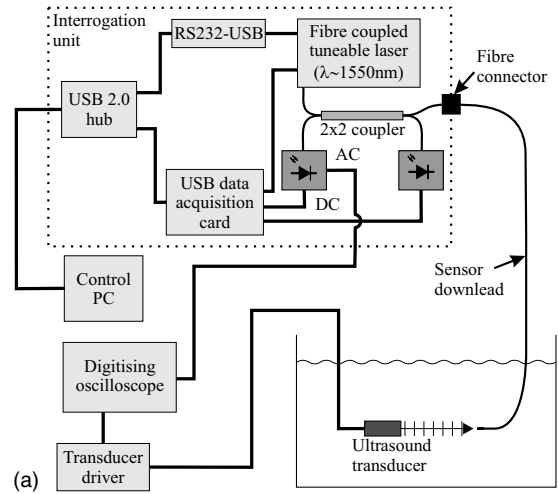 Interrogation
unit
RS232-USB
Fibre coupled
tuneable laser
(λ~1550nm)
Fibre
connector
USB 2.0
hub
2x2 coupler
AC
USB data
acquisition
card
DC
Control
PC
Sensor
downlead
Digitising
oscilloscope
Ultrasound
transducer
Transducer
driver
(a)